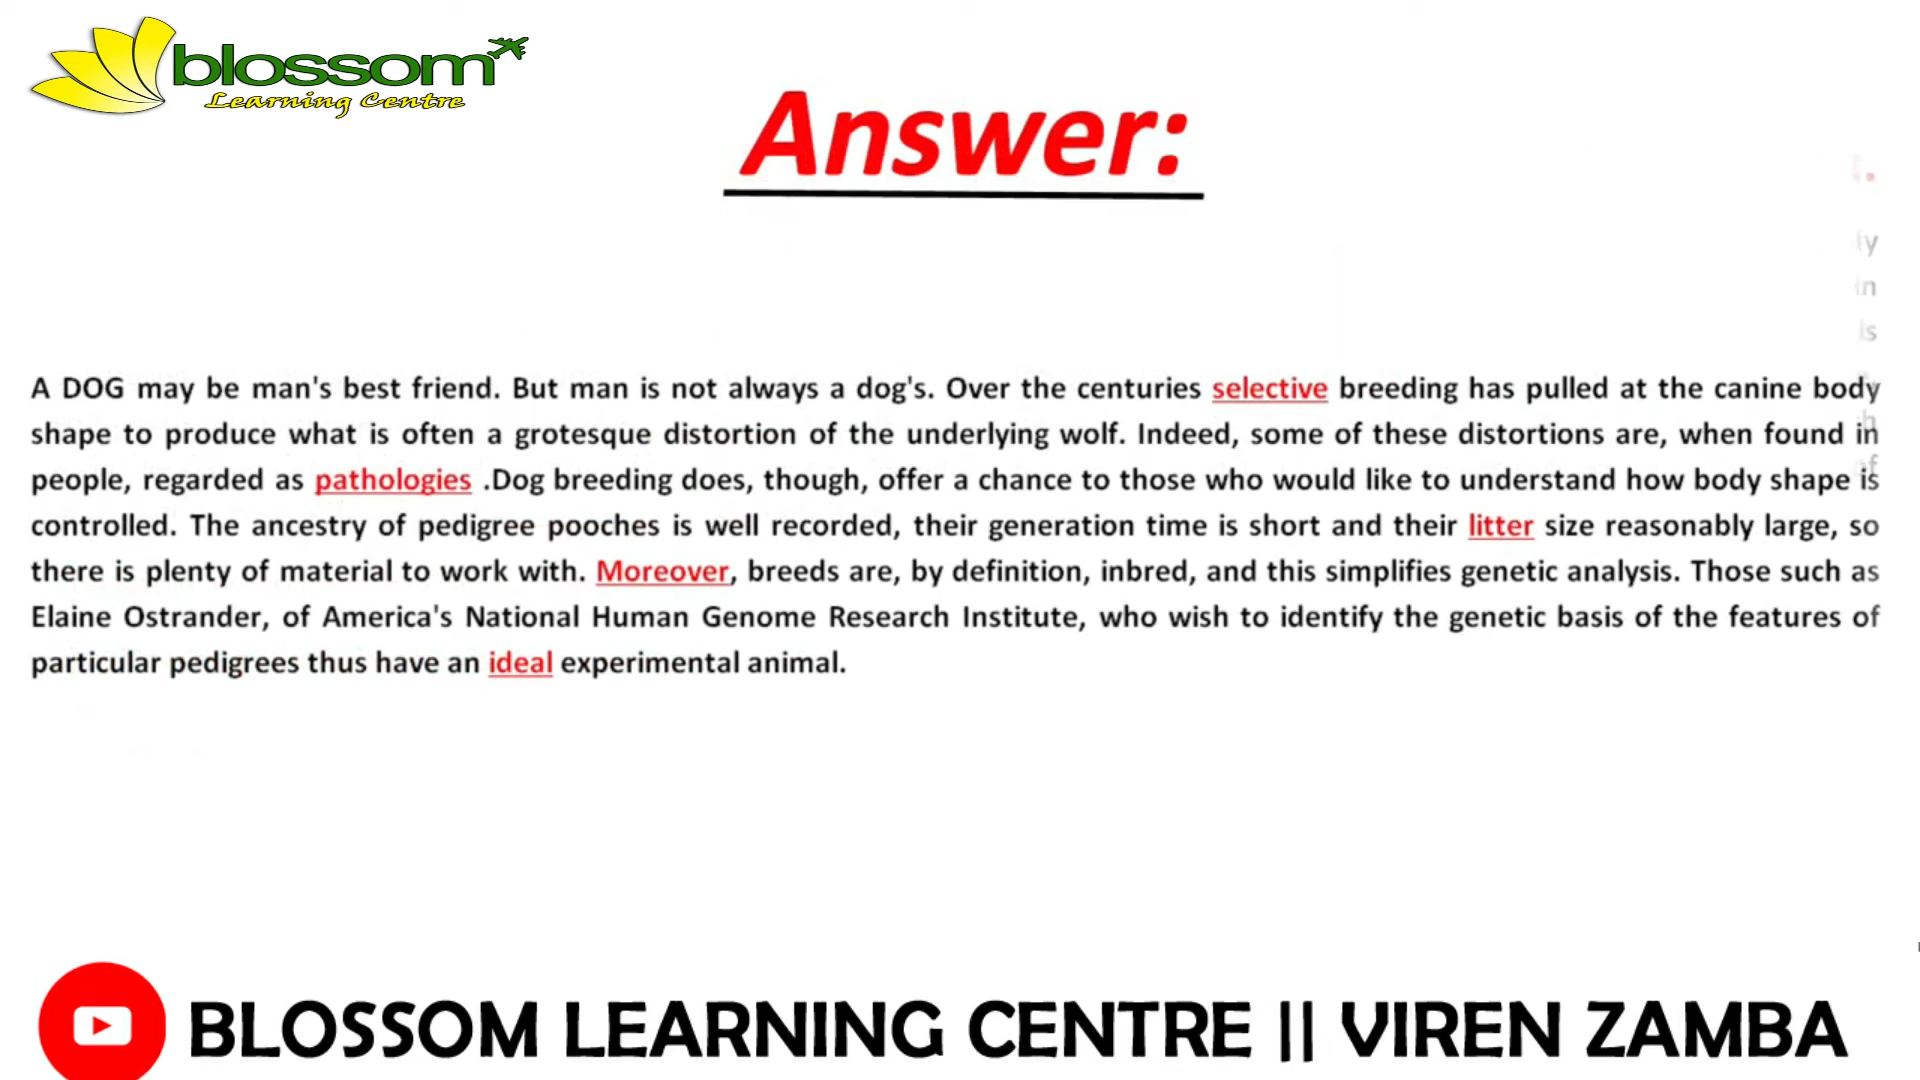 blossom
Learning Centre
Answer:
A DOG may be man's best friend. But man is not always a dog's. Over the centuries selective breeding has pulled at the canine body
shape to produce what is often a grotesque distortion of the underlying wolf. Indeed, some of these distortions are, when found in
people, regarded as pathologies .Dog breeding does, though, offer a chance to those who would like to understand how body shape is
controlled. The ancestry of pedigree pooches is well recorded, their generation time is short and their litter size reasonably large, so
there is plenty of material to work with. Moreover, breeds are, by definition, inbred, and this simplifies genetic analysis. Those such as
Elaine Ostrander, of America's National Human Genome Research Institute, who wish to identify the genetic basis of the features of
particular pedigrees thus have an ideal experimental animal.
BLOSSOM LEARNING CENTRE || VIREN ZAMBA